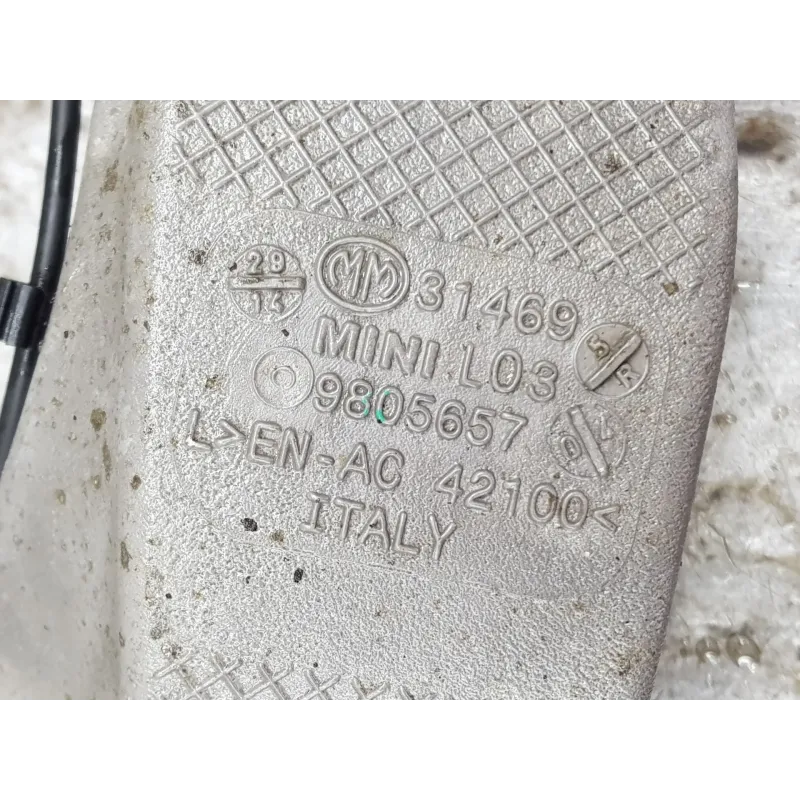 29
14
MM 31469
MINI L03
5
R
9805657
L>EN-AC 42100<
ITALY